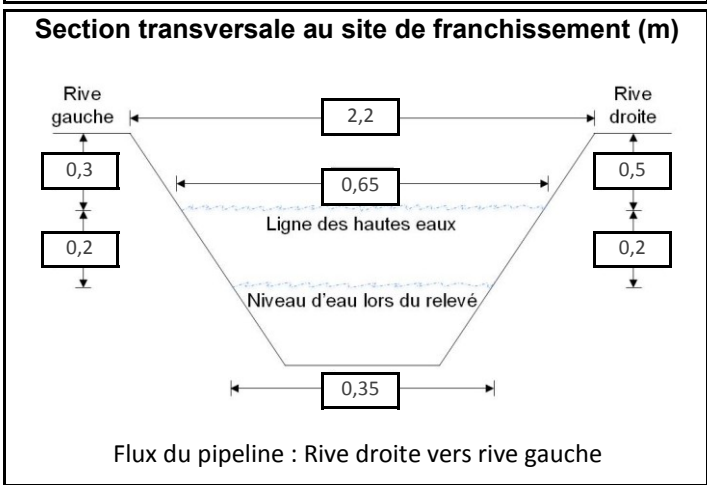 Section transversale au site de franchissement (m)
Rive
gauche
2,2
Rive
droite
0,3
0,65
0,5
Ligne des hautes eaux
0,2
0,2
Niveau d'eau lors du relevé
0,35
Flux du pipeline : Rive droite vers rive gauche